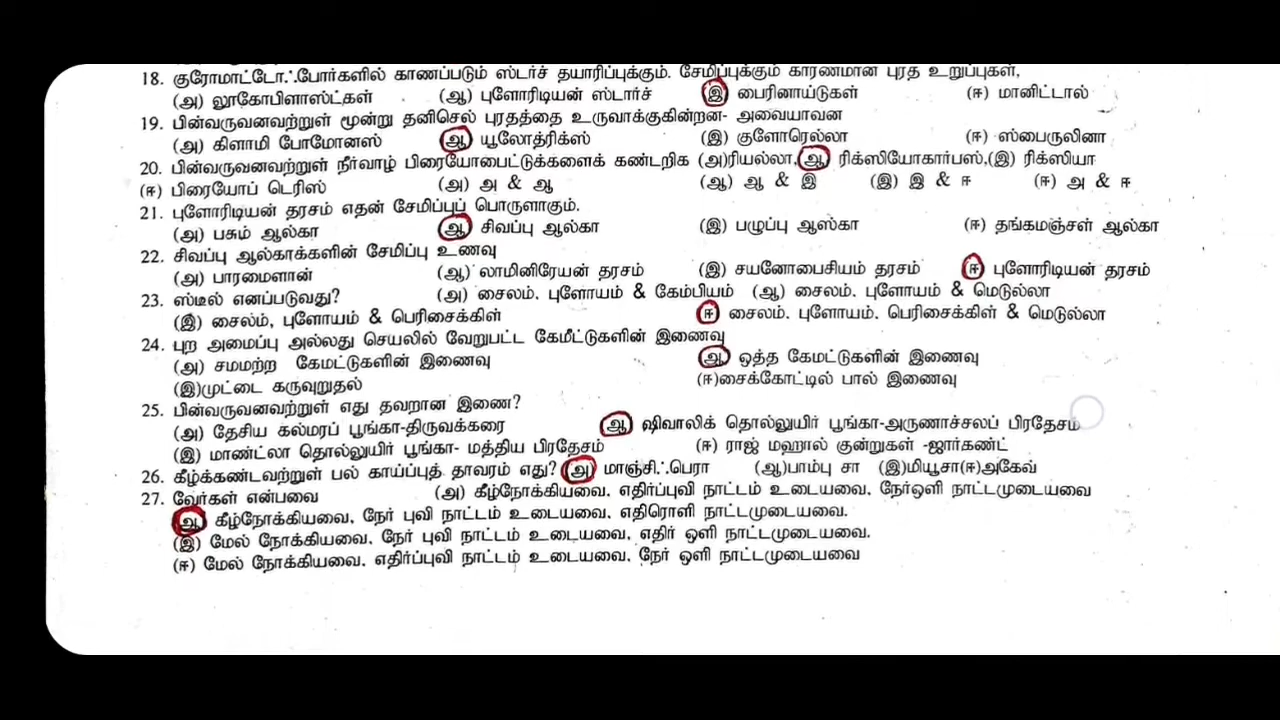 18. குரோமாட்டோஃபோர்களில் காணப்படும் ஸ்டார்ச் தயாரிப்புக்கும். சேமிப்புக்கும் காரணமான புரத உறுப்புகள்,
(அ) லூகோபிளாஸ்ட்கள் (ஆ) புளோரிடியன் ஸ்டார்ச் (இ) பைரினாய்டுகள் (ஈ) மானிட்டால்
19. பின்வருவனவற்றுள் மூன்று தனிசெல் புரதத்தை உருவாக்குகின்றன- அவையாவன
(அ) கிளாமி போமோனஸ் (ஆ) யூலோத்ரிக்ஸ் (இ) குளோரெல்லா (ஈ) ஸ்பைருலினா
20. பின்வருவனவற்றுள் நீர்வாழ் பிரையோபைட்டுக்களைக் கண்டறிக (அ)ரியல்லா, (ஆ) ரிக்ஸியோகார்பஸ்,(இ) ரிக்ஸியா
(ஈ) பிரையோப் டெரிஸ் (அ) அ & ஆ (ஆ) ஆ & இ (இ) இ & ஈ (ஈ) அ & ஈ
21. புளோரிடியன் தரசம் எதன் சேமிப்புப் பொருளாகும்.
(அ) பசும் ஆல்கா (ஆ) சிவப்பு ஆல்கா (இ) பழுப்பு ஆஸ்கா (ஈ) தங்கமஞ்சள் ஆல்கா
22. சிவப்பு ஆல்காக்களின் சேமிப்பு உணவு
(அ) பாரமைளான் (ஆ) லாமினிரேயன் தரசம் (இ) சயனோபைசியம் தரசம் (ஈ) புளோரிடியன் தரசம்
23. ஸ்டீல் எனப்படுவது? (அ) சைலம். புளோயம் & கேம்பியம் (ஆ) சைலம். புளோயம் & மெடுல்லா
(இ) சைல்ம், புளோயம் & பெரிசைக்கிள் (ஈ) சைலம். புளோயம். பெரிசைக்கிள் & மெடுல்லா
24. புற அமைப்பு அல்லது செயலில் வேறுபட்ட கேமீட்டுகளின் இணைவு
(அ) சமமற்ற கேமட்டுகளின் இணைவு (ஆ) ஒத்த கேமட்டுகளின் இணைவு
(இ)முட்டை கருவுறுதல் (ஈ)சைக்கோட்டில் பால் இணைவு
25. பின்வருவனவற்றுள் எது தவறான இணை?
(அ) தேசிய கல்மரப் பூங்கா-திருவக்கரை (ஆ) ஷிவாலிக் தொல்லுயிர் பூங்கா-அருணாச்சலப் பிரதேசம்
(இ) மாண்ட்லா தொல்லுயிர் பூங்கா- மத்திய பிரதேசம் (ஈ) ராஜ் மஹால் குன்றுகள் -ஜார்கண்ட்
26. கீழ்க்கண்டவற்றுள் பல் காய்ப்புத் தாவரம் எது? (அ) மாஞ்சிஃபெரா (ஆ)பாம்பு சா (இ)மியூசா(ஈ)அகேவ்
27. வேர்கள் என்பவை (அ) கீழ்நோக்கியவை. எதிர்ப்புவி நாட்டம் உடையவை. நேர்ஒளி நாட்டமுடையவை
(ஆ) கீழ்நோக்கியவை, நேர் புவி நாட்டம் உடையவை. எதிரொளி நாட்டமுடையவை.
(இ) மேல் நோக்கியவை. நேர் புவி நாட்டம் உடையவை. எதிர் ஒளி நாட்டமுடையவை.
(ஈ) மேல் நோக்கியவை. எதிர்ப்புவி நாட்டம் உடையவை. நேர் ஒளி நாட்டமுடையவை